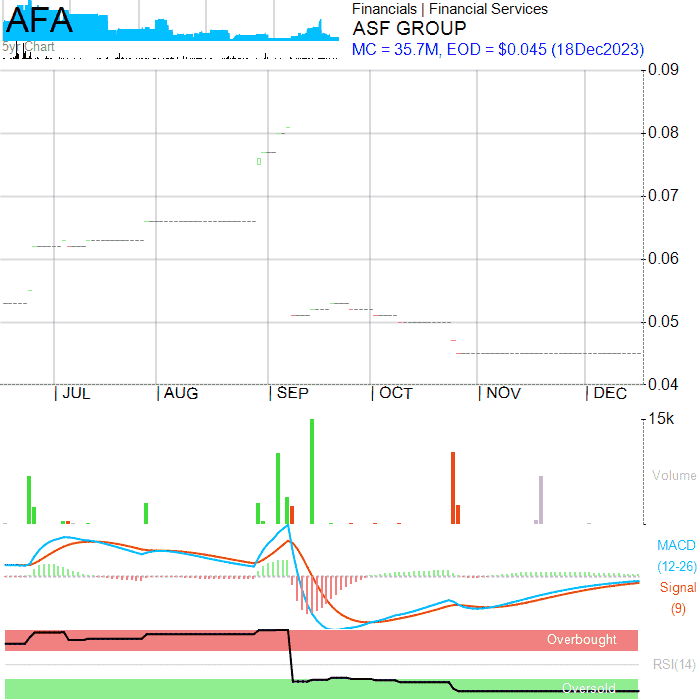 AFA
5yr Chart
Financials | Financial Services
ASF GROUP
MC = 35.7M, EOD = $0.045 (18Dec2023)
0.09
0.08
0.07
0.06
0.05
0.04
JUL AUG SEP OCT NOV DEC
15k
Volume
MACD
(12-26)
Signal
(9)
Overbought
RSI(14)
Oversold